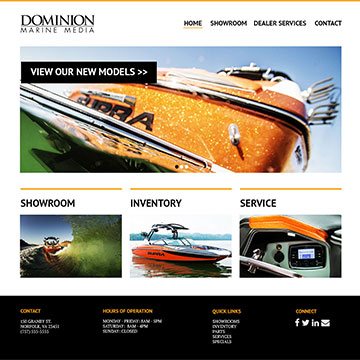 DOMINION
MARINE MEDIA
HOME SHOWROOM DEALER SERVICES CONTACT
VIEW OUR NEW MODELS >>
SUPRA
SHOWROOM
INVENTORY
SERVICE
SUPRA
CONTACT
150 GRANBY ST.
NORFOLK, VA 23451
(757) 555-5555
HOURS OF OPERATION
MONDAY - FRIDAY: 8AM - 5PM
SATURDAY: 8AM - 4PM
SUNDAY: CLOSED
QUICK LINKS
SHOWROOMS
INVENTORY
PARTS
SERVICES
SPECIALS
CONNECT